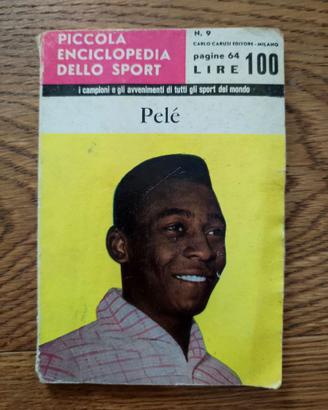 PICCOLA
ENCICLOPEDIA
DELLO SPORT
N. 9
CARLO CARUSI EDITORE - MILANO
pagine 64
LIRE 100
i campioni e gli avvenimenti di tutti gli sport del mondo
Pelé